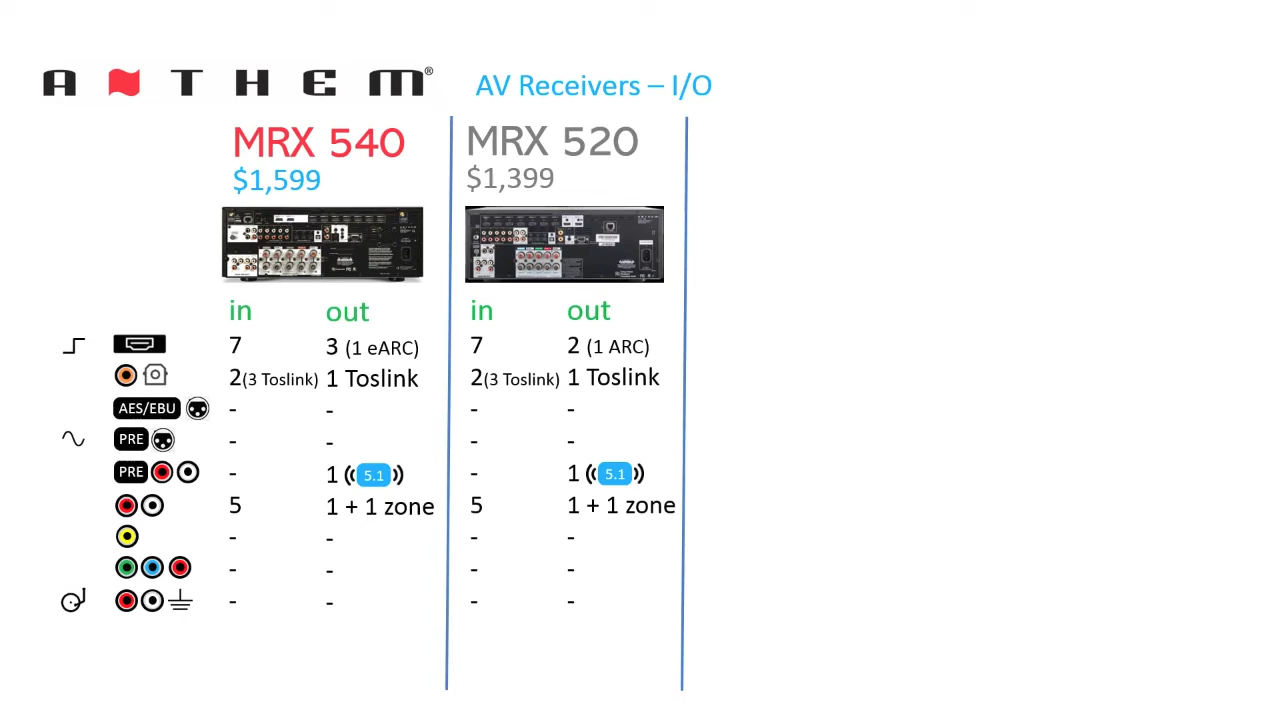 ANTHEM® AV Receivers – I/O
MRX 540 MRX 520
$1,599 $1,399
in out in out
7 3 (1 eARC) 7 2 (1 ARC)
2(3 Toslink) 1 Toslink 2(3 Toslink) 1 Toslink
AES/EBU - - - -
PRE - - - -
PRE - 1 5.1 - 1 5.1
5 1 + 1 zone 5 1 + 1 zone
- - - -
- - - -
- - - -